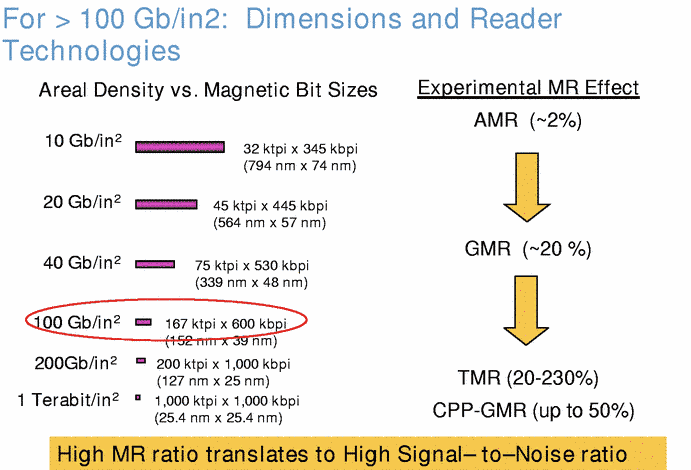 For > 100 Gb/in2: Dimensions and Reader
Technologies
Areal Density vs. Magnetic Bit Sizes
10 Gb/in²
32 ktpi x 345 kbpi
(794 nm x 74 nm)
20 Gb/in²
45 ktpi x 445 kbpi
(564 nm x 57 nm)
40 Gb/in²
75 ktpi x 530 kbpi
(339 nm x 48 nm)
100 Gb/in²
167 ktpi x 600 kbpi
(152 nm x 39 nm)
200Gb/in²
200 ktpi x 1,000 kbpi
(127 nm x 25 nm)
1 Terabit/in²
1,000 ktpi x 1,000 kbpi
(25.4 nm x 25.4 nm)
Experimental MR Effect
AMR (~2%)
GMR (~20 %)
TMR (20-230%)
CPP-GMR (up to 50%)
High MR ratio translates to High Signal–to–Noise ratio